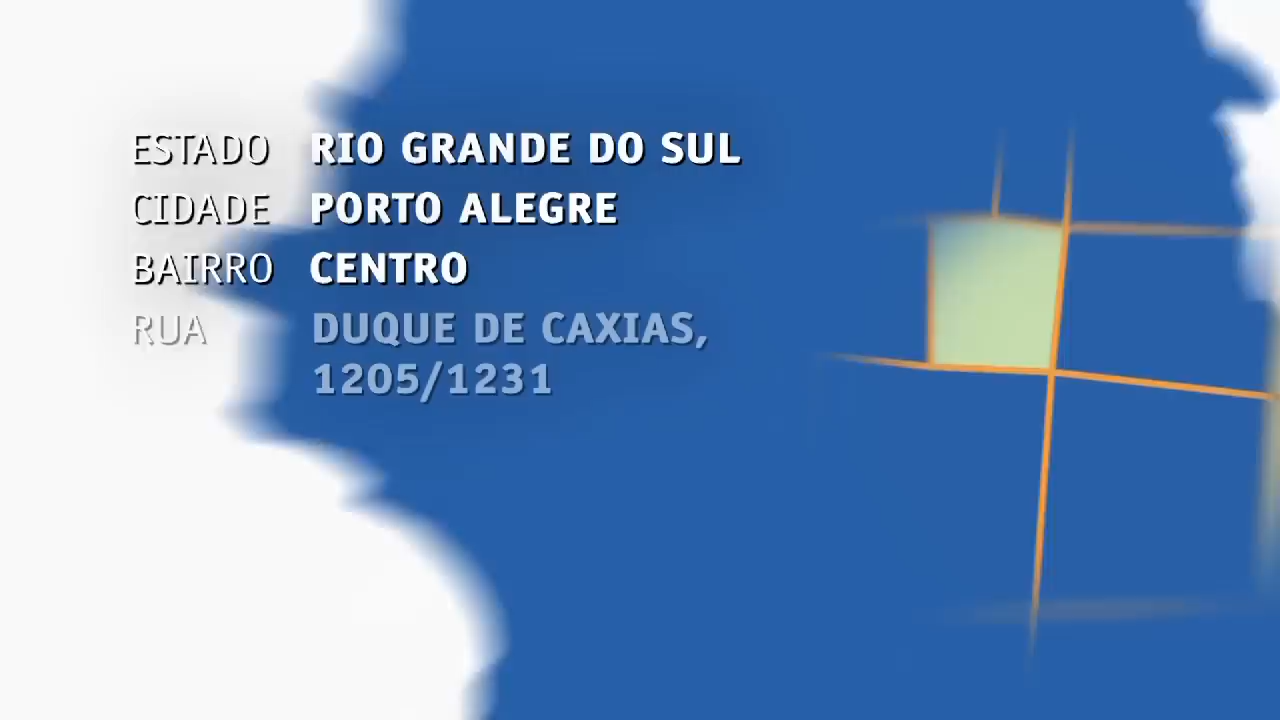 ESTADO RIO GRANDE DO SUL
CIDADE PORTO ALEGRE
BAIRRO CENTRO
RUA DUQUE DE CAXIAS,
1205/1231